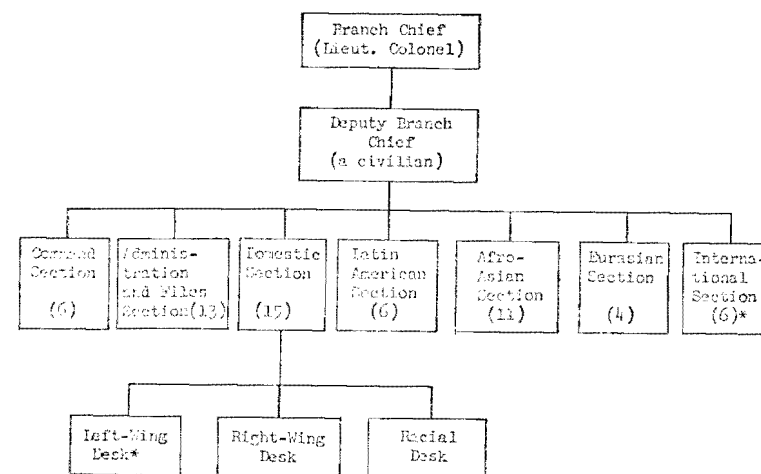 Branch Chief
(Lieut. Colonel)
Deputy Branch
Chief
(a civilian)
Command
Section
(6)
Adminis-
tration
and Files
Section(13)
Domestic
Section
(15)
Latin
American
Section
(6)
Afro-
Asian
Section
(11)
Eurasian
Section
(4)
Interna-
tional
Section
(6)*
Left-Wing
Desk*
Right-Wing
Desk
Racial
Desk